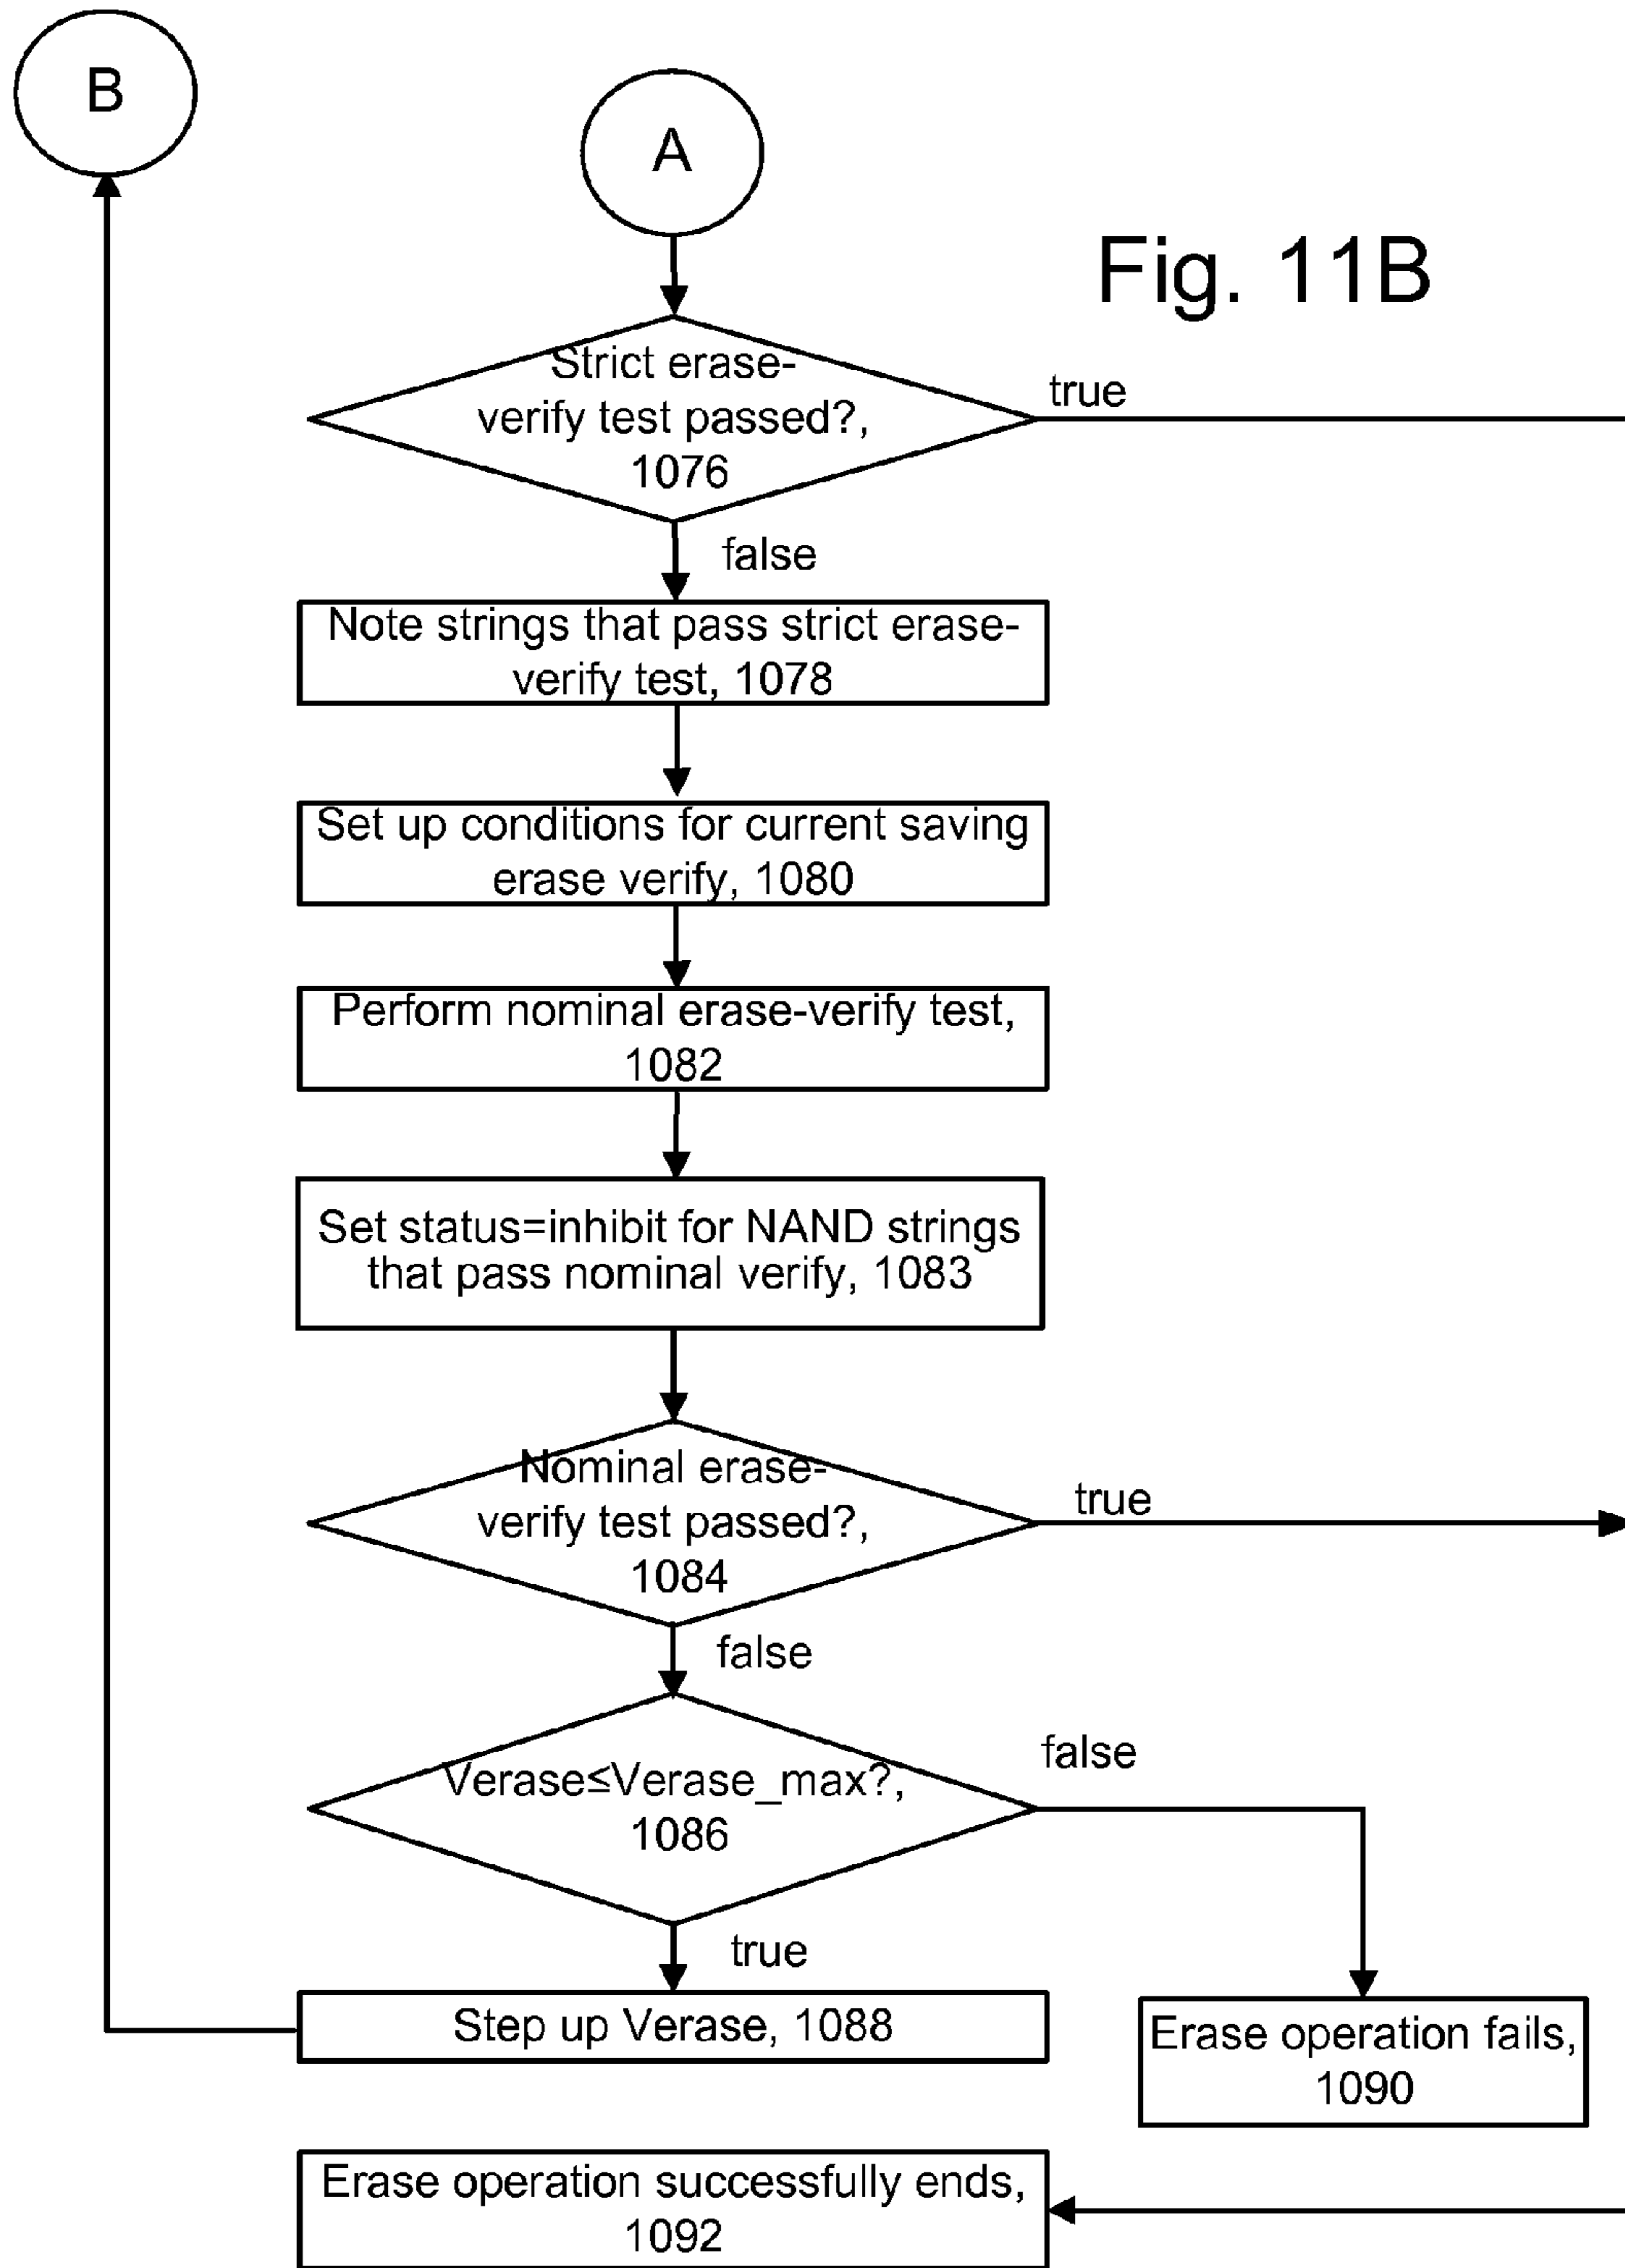 B
A
Fig. 11B
Strict erase-
verify test passed?,
1076
true
false
Note strings that pass strict erase-
verify test, 1078
Set up conditions for current saving
erase verify, 1080
Perform nominal erase-verify test,
1082
Set status=inhibit for NAND strings
that pass nominal verify, 1083
Nominal erase-
verify test passed?,
1084
true
false
Verase≤Verase_max?,
1086
false
true
Step up Verase, 1088
Erase operation fails,
1090
Erase operation successfully ends,
1092